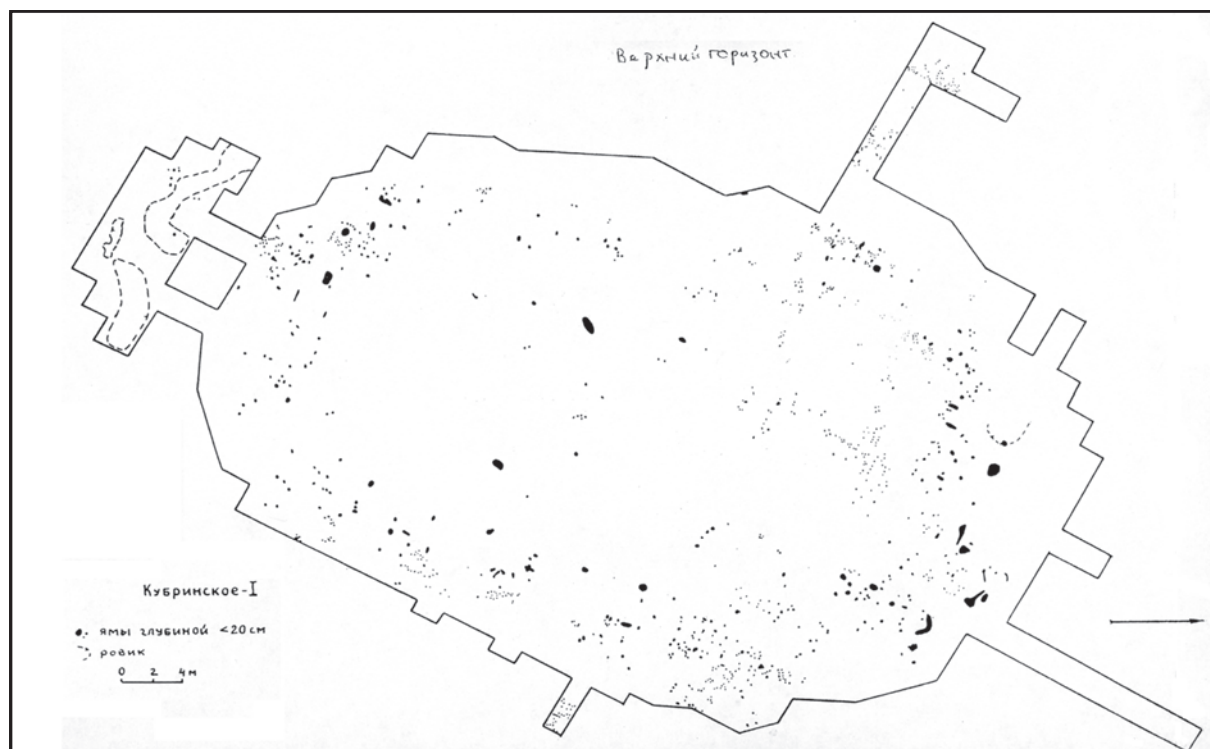 Верхний горизонт
Кубринское-I
ямы глубиной <20 см
ровик
0 2 4м